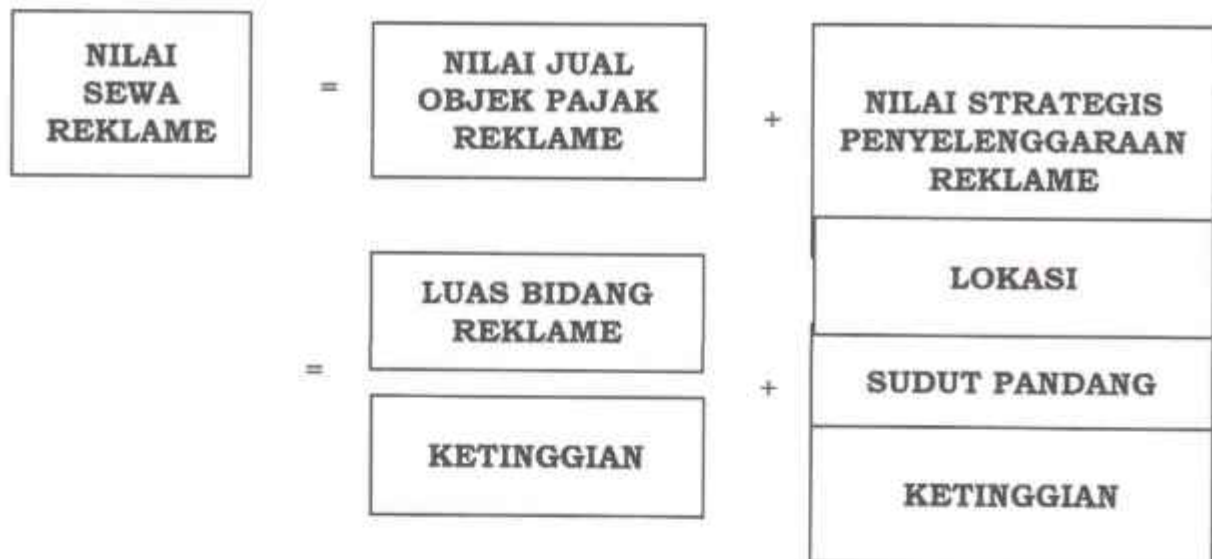 NILAI
SEWA
REKLAME
=
NILAI JUAL
OBJEK PAJAK
REKLAME
+
NILAI STRATEGIS
PENYELENGGARAAN
REKLAME
=
LUAS BIDANG
REKLAME
KETINGGIAN
+
LOKASI
SUDUT PANDANG
KETINGGIAN